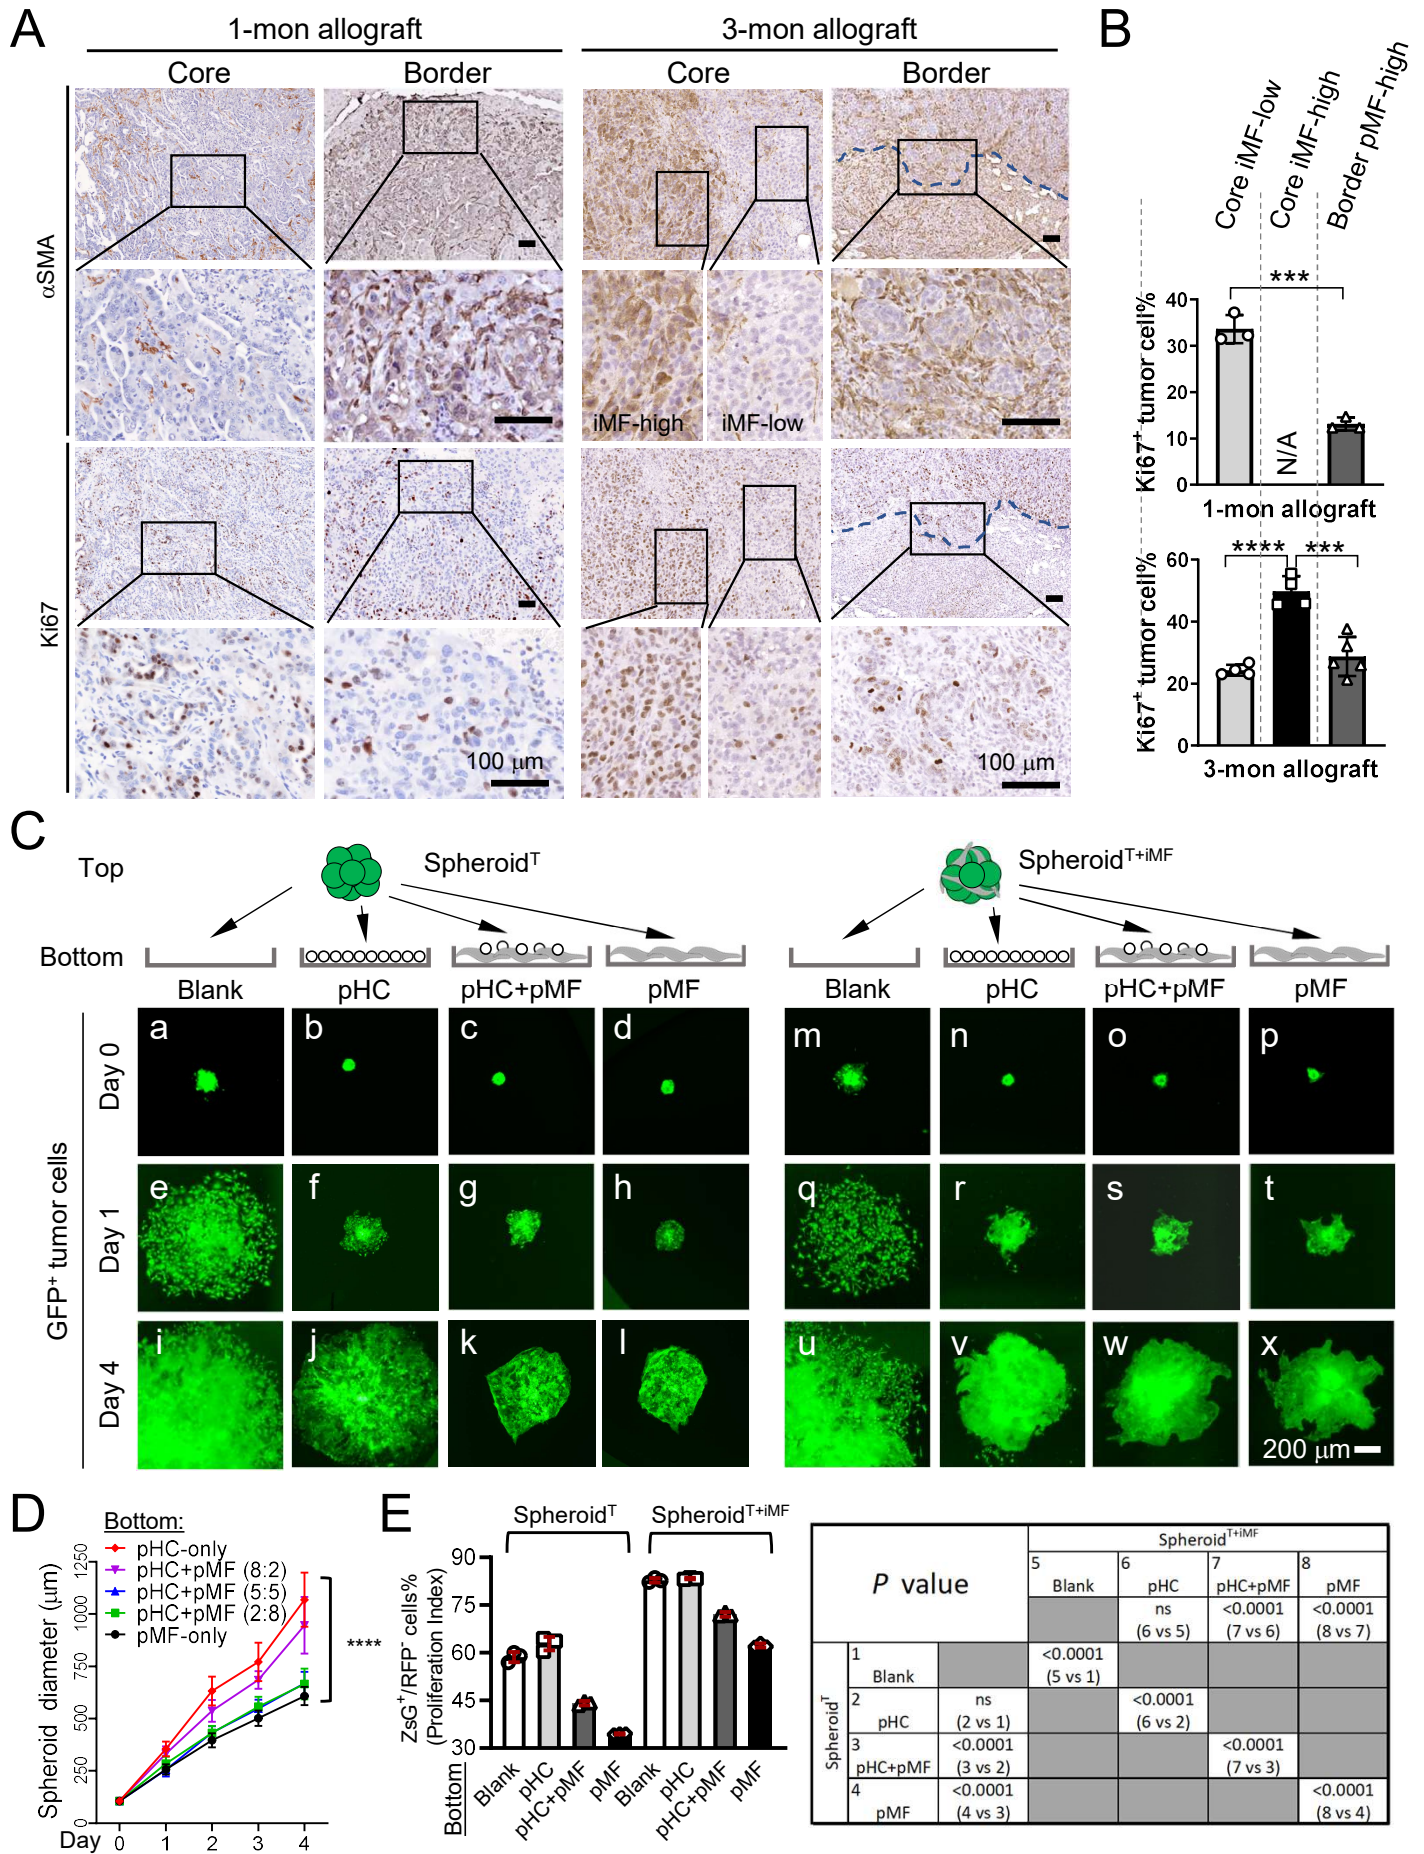 A
1-mon allograft
3-mon allograft
Core
Border
Core
Border
αSMA
iMF-high
iMF-low
Ki67
100 μm
100 μm
B
Core iMF-low
Core iMF-high
Border pMF-high
***
Ki67+ tumor cell%
40
30
20
10
0
N/A
1-mon allograft
**** ***
Ki67+ tumor cell%
60
40
20
0
3-mon allograft
C
Top
SpheroidT
SpheroidT+iMF
Bottom
Blank
pHC
pHC+pMF
pMF
Blank
pHC
pHC+pMF
pMF
GFP+ tumor cells
Day 0
a b c d m n o p
Day 1
e f g h q r s t
Day 4
i j k l u v w x
200 μm
D
Bottom:
pHC-only
pHC+pMF (8:2)
pHC+pMF (5:5)
pHC+pMF (2:8)
pMF-only
****
Spheroid diameter (μm)
1250
1000
750
500
250
0
Day 0 1 2 3 4
E
SpheroidT
SpheroidT+iMF
ZsG+/RFP- cells%
(Proliferation Index)
90
75
60
45
30
Bottom
Blank
pHC
pHC+pMF
pMF
Blank
pHC
pHC+pMF
pMF
P value
SpheroidT+iMF
5 6 7 8
Blank pHC pHC+pMF pMF
ns <0.0001 <0.0001
(6 vs 5) (7 vs 6) (8 vs 7)
SpheroidT
1
Blank
<0.0001
(5 vs 1)
2
pHC
ns
(2 vs 1)
<0.0001
(6 vs 2)
3
pHC+pMF
<0.0001
(3 vs 2)
<0.0001
(7 vs 3)
4
pMF
<0.0001
(4 vs 3)
<0.0001
(8 vs 4)